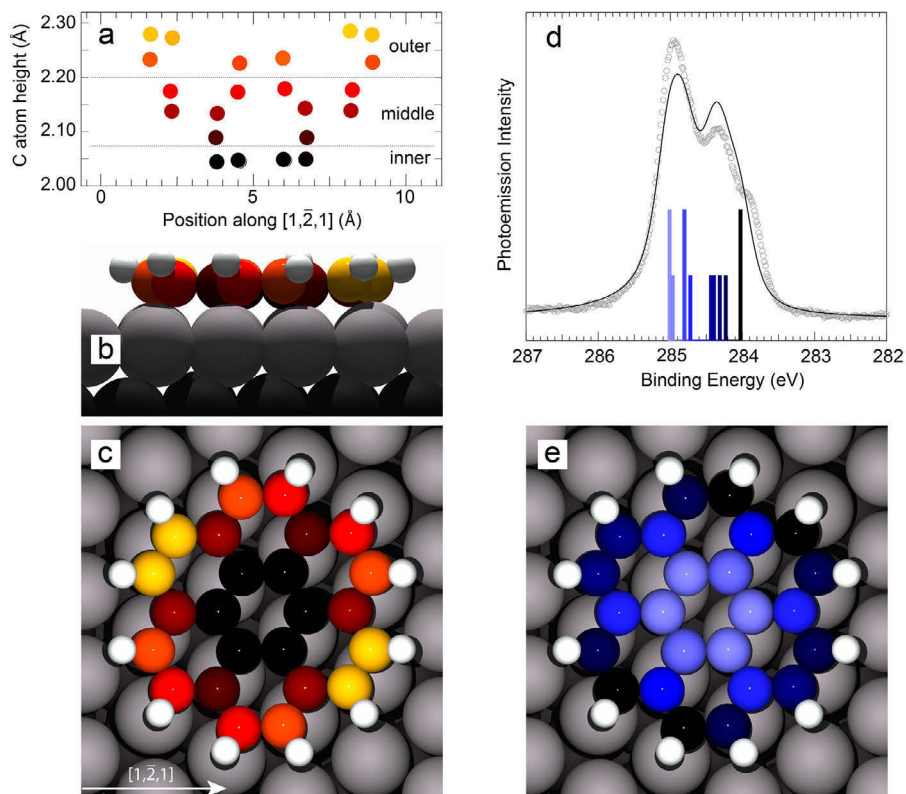 a
2.30
2.20
2.10
2.00
C atom height (Å)
outer
middle
inner
0
5
10
Position along [1,2̅,1] (Å)
b
c
[1,2̅,1]
d
Photoemission Intensity
287
286
285
284
283
282
Binding Energy (eV)
e